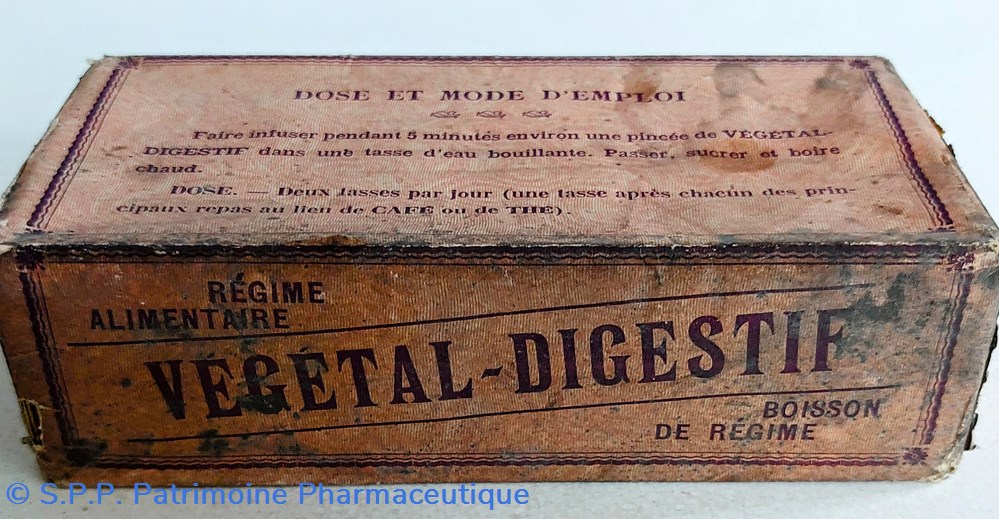 DOSE ET MODE D'EMPLOI
Faire infuser pendant 5 minutes environ une pincée de VÉGÉTAL-
DIGESTIF dans une tasse d'eau bouillante. Passer, sucrer et boire
chaud.
DOSE. — Deux tasses par jour (une tasse après chacun des prin-
cipaux repas au lieu de CAFÉ ou de THÉ).
RÉGIME
ALIMENTAIRE
VÉGÉTAL-DIGESTIF
BOISSON
DE RÉGIME
© S.P.P. Patrimoine Pharmaceutique